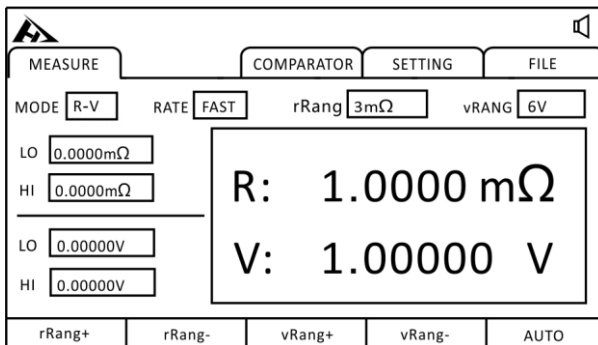 MEASURE COMPARATOR SETTING FILE
MODE R-V RATE FAST rRang 3mΩ vRANG 6V
LO 0.0000mΩ
HI 0.0000mΩ
R: 1.0000 mΩ
LO 0.00000V
HI 0.00000V
V: 1.00000 V
rRang+ rRang- vRang+ vRang- AUTO